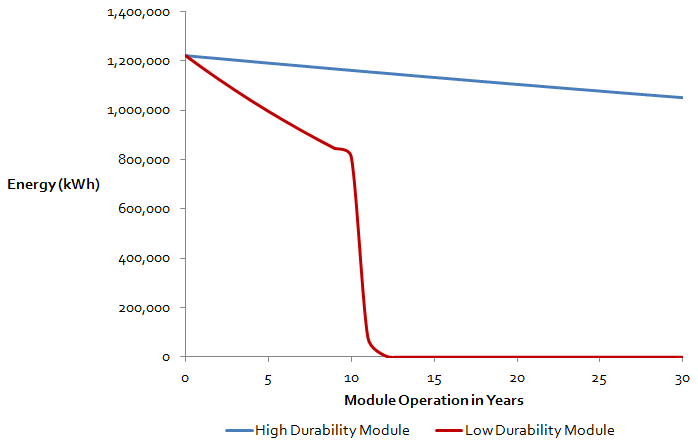 1,400,000
1,200,000
1,000,000
800,000
600,000
400,000
200,000
0
Energy (kWh)
0 5 10 15 20 25 30
Module Operation in Years
High Durability Module Low Durability Module